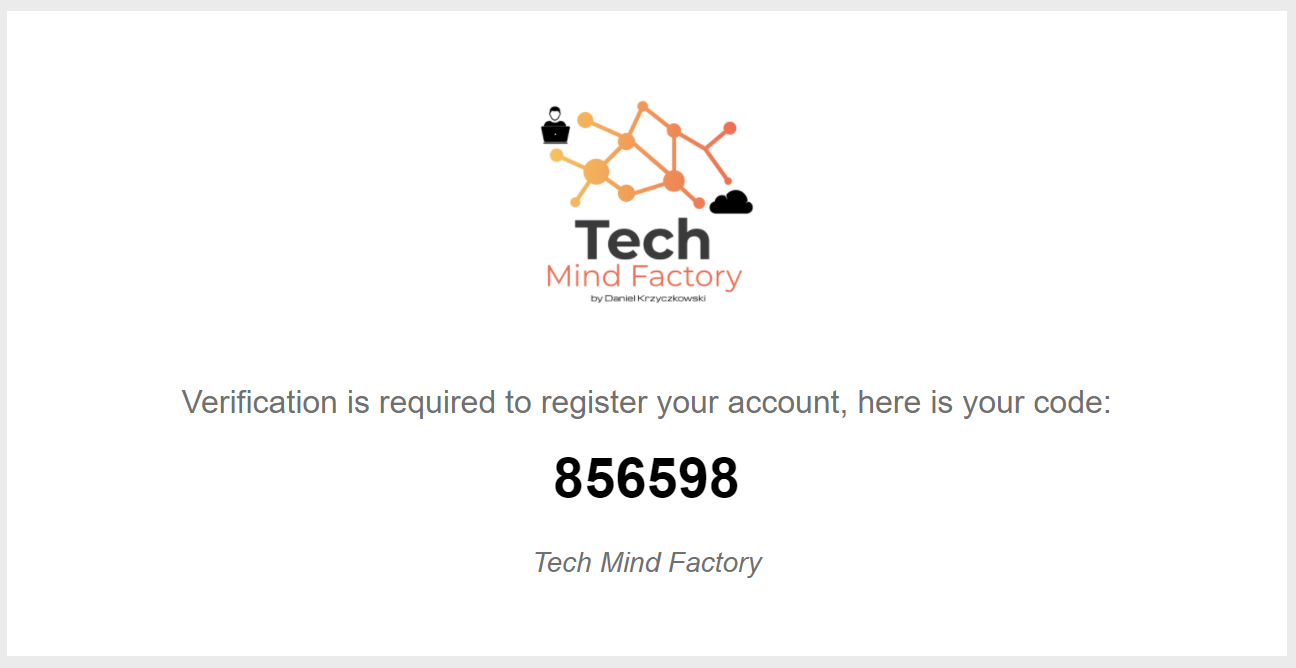 Tech
Mind Factory
by Daniel Krzyczkowski
Verification is required to register your account, here is your code:
856598
Tech Mind Factory